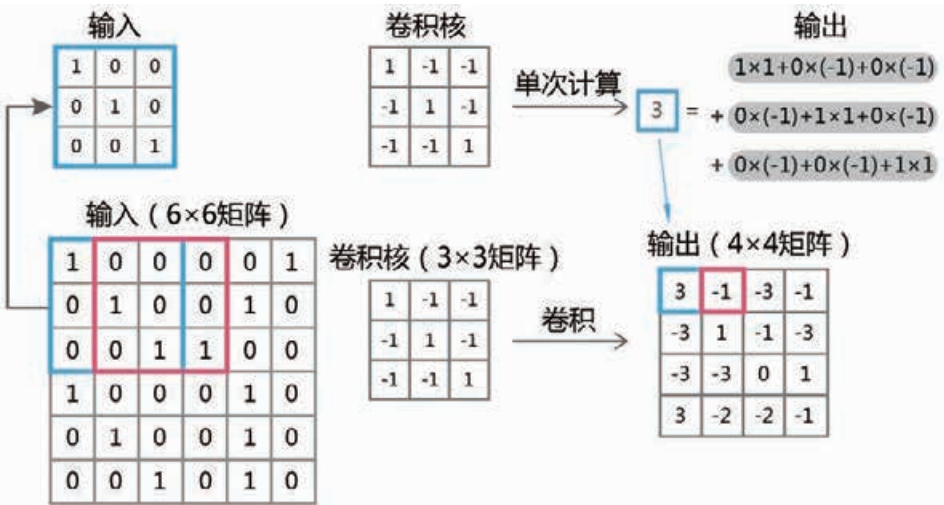 输入
1 0 0
0 1 0
0 0 1
卷积核
1 -1 -1
-1 1 -1
-1 -1 1
单次计算
输出
3 = 1×1+0×(-1)+0×(-1)
+ 0×(-1)+1×1+0×(-1)
+ 0×(-1)+0×(-1)+1×1
输入(6×6矩阵)
1 0 0 0 0 1
0 1 0 0 1 0
0 0 1 1 0 0
1 0 0 0 1 0
0 1 0 0 1 0
0 0 1 0 1 0
卷积核(3×3矩阵)
1 -1 -1
-1 1 -1
-1 -1 1
卷积
输出(4×4矩阵)
3 -1 -3 -1
-3 1 -1 -3
-3 -3 0 1
3 -2 -2 -1